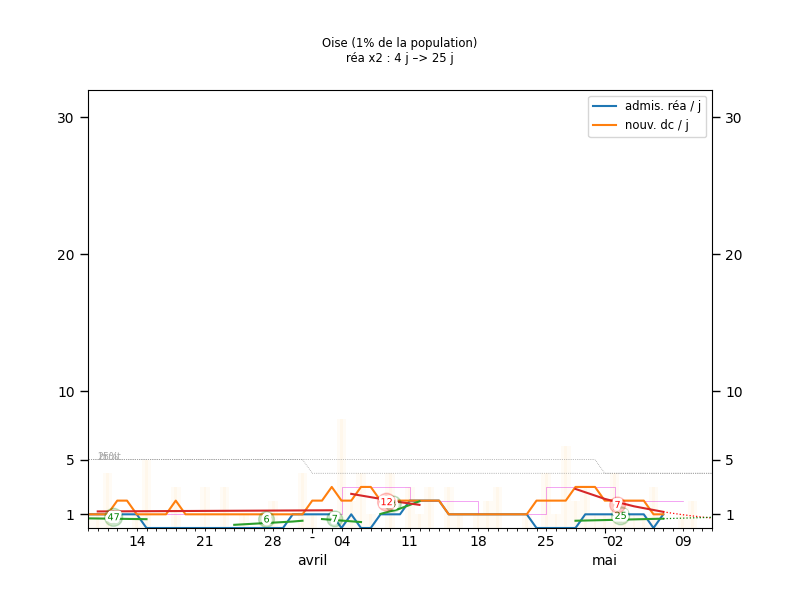 Oise (1% de la population)
réa x2 : 4 j –> 25 j
admis. réa / j
nouv. dc / j
30 30
20 20
10 10
5 5
1 1
47 6 7 12 7 25
14 21 28 - 04 11 18 25 - 02 09
avril mai